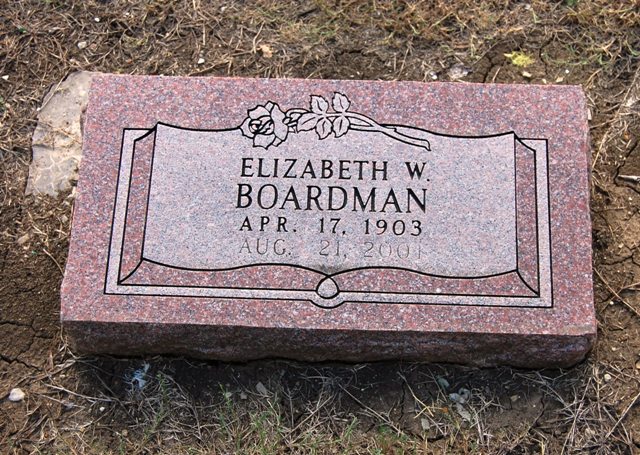 ELIZABETH W.
BOARDMAN
APR. 17, 1903
AUG. 21, 2001